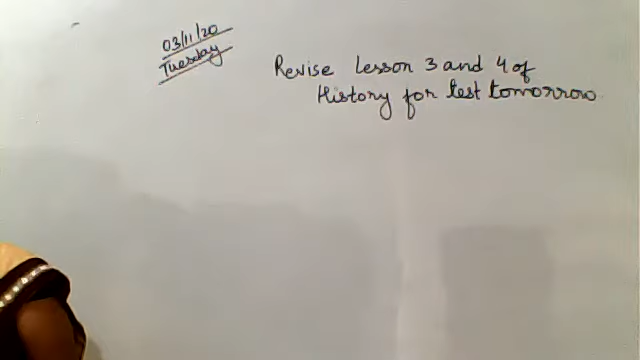 03/11/20
Tuesday
Revise lesson 3 and 4 of
History for test tomorrow